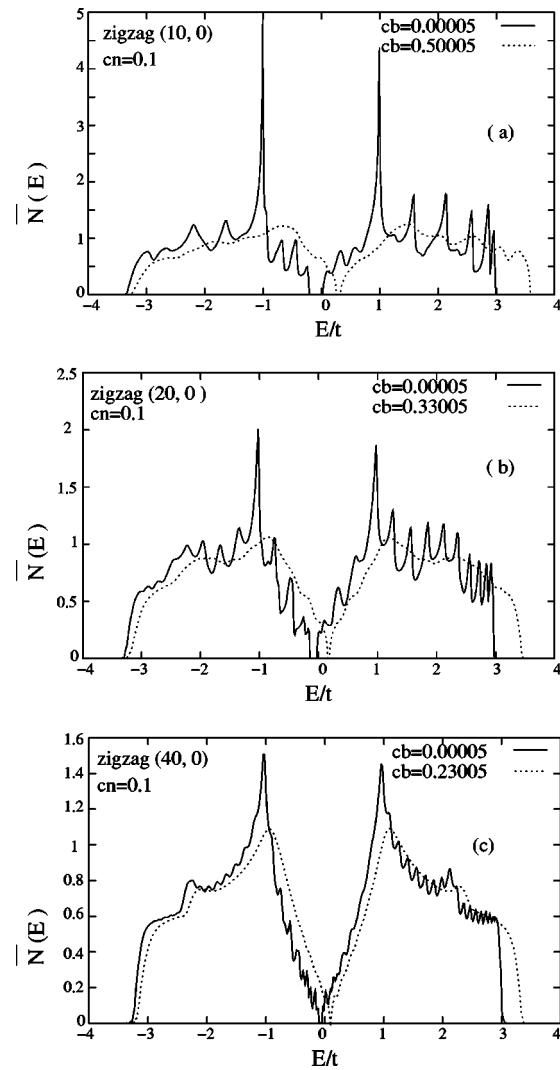 5
4
3
2
1
0
zigzag (10, 0)
cn=0.1
cb=0.00005
cb=0.50005
( a)
N ( E )
−4 −3 −2 −1 0 1 2 3 4
E/t
2.5
2
1.5
1
0.5
0
zigzag (20, 0 )
cn=0.1
cb=0.00005
cb=0.33005
( b )
N (E)
−4 −3 −2 −1 0 1 2 3 4
E/t
1.6
1.4
1.2
1
0.8
0.6
0.4
0.2
0
zigzag (40, 0)
cn=0.1
cb=0.00005
cb=0.23005
(c)
N (E)
−4 −3 −2 −1 0 1 2 3 4
E/t